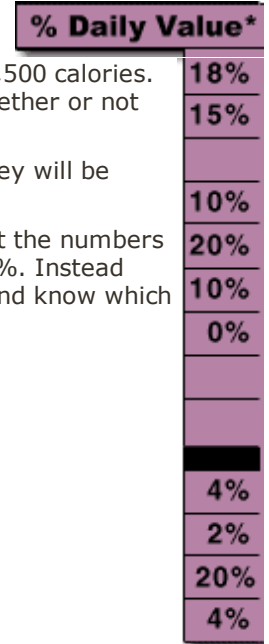 % Daily Value*
,500 calories.
18%
ether or not
15%
ey will be
10%
t the numbers
20%
%. Instead
10%
nd know which
0%
4%
2%
20%
4%